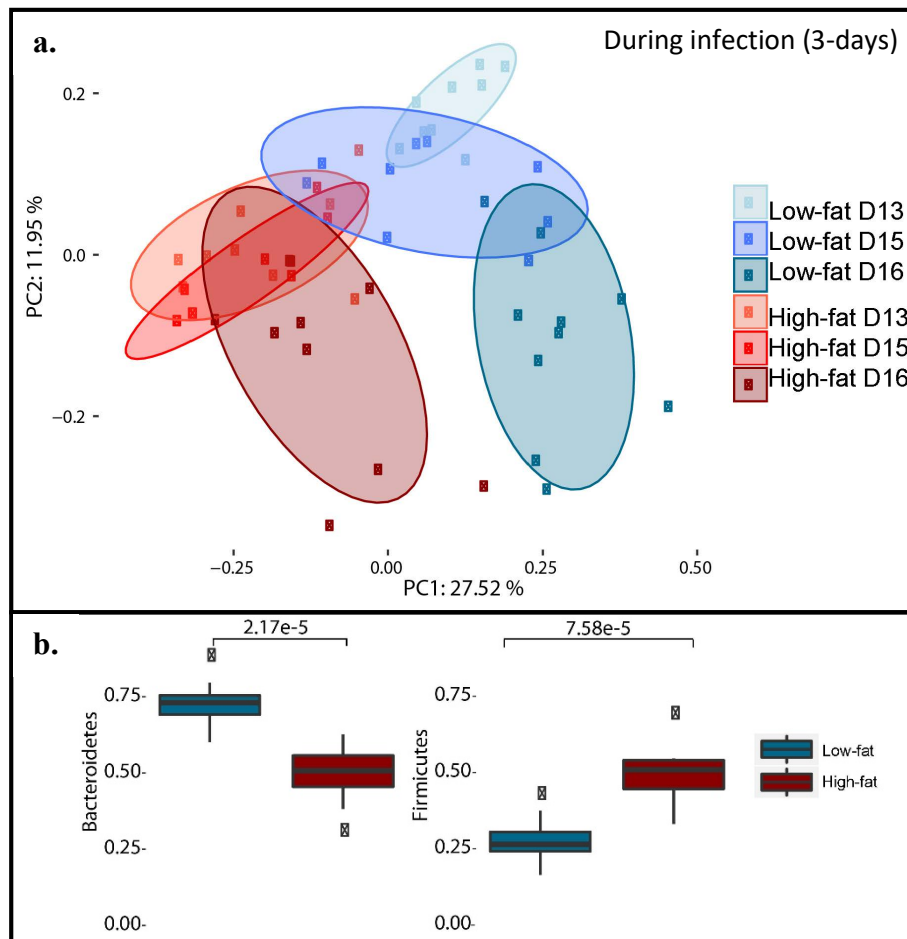 a.
During infection (3-days)
PC2: 11.95 %
0.2
0.0
−0.2
−0.25
0.00
0.25
0.50
PC1: 27.52 %
Low-fat D13
Low-fat D15
Low-fat D16
High-fat D13
High-fat D15
High-fat D16
b.
2.17e-5
Bacteroidetes
0.75-
0.50-
0.25-
0.00-
7.58e-5
Firmicutes
0.75-
0.50-
0.25-
0.00-
Low-fat
High-fat